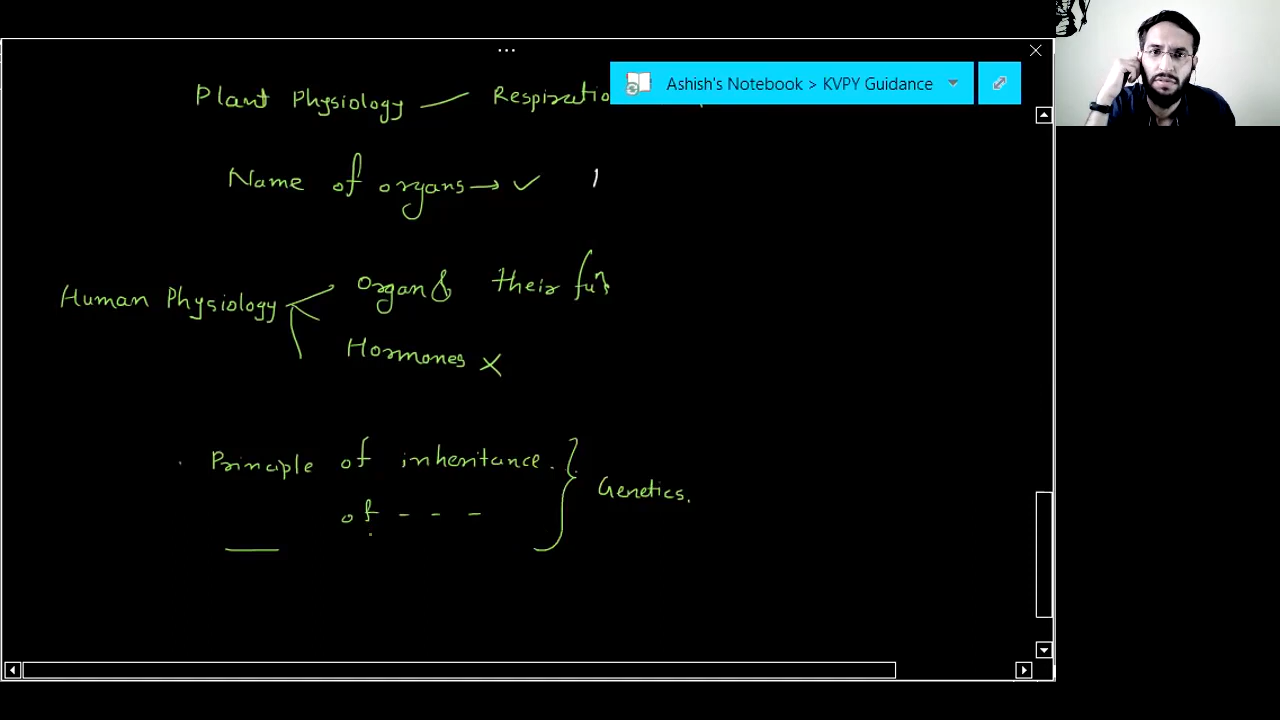 Ashish's Notebook > KVPY Guidance
Plant Physiology — Respiratio
Name of organs → ✓
Human Physiology Organ & their fun
Hormones ×
Principle of inheritance.
of - - -
Genetics.